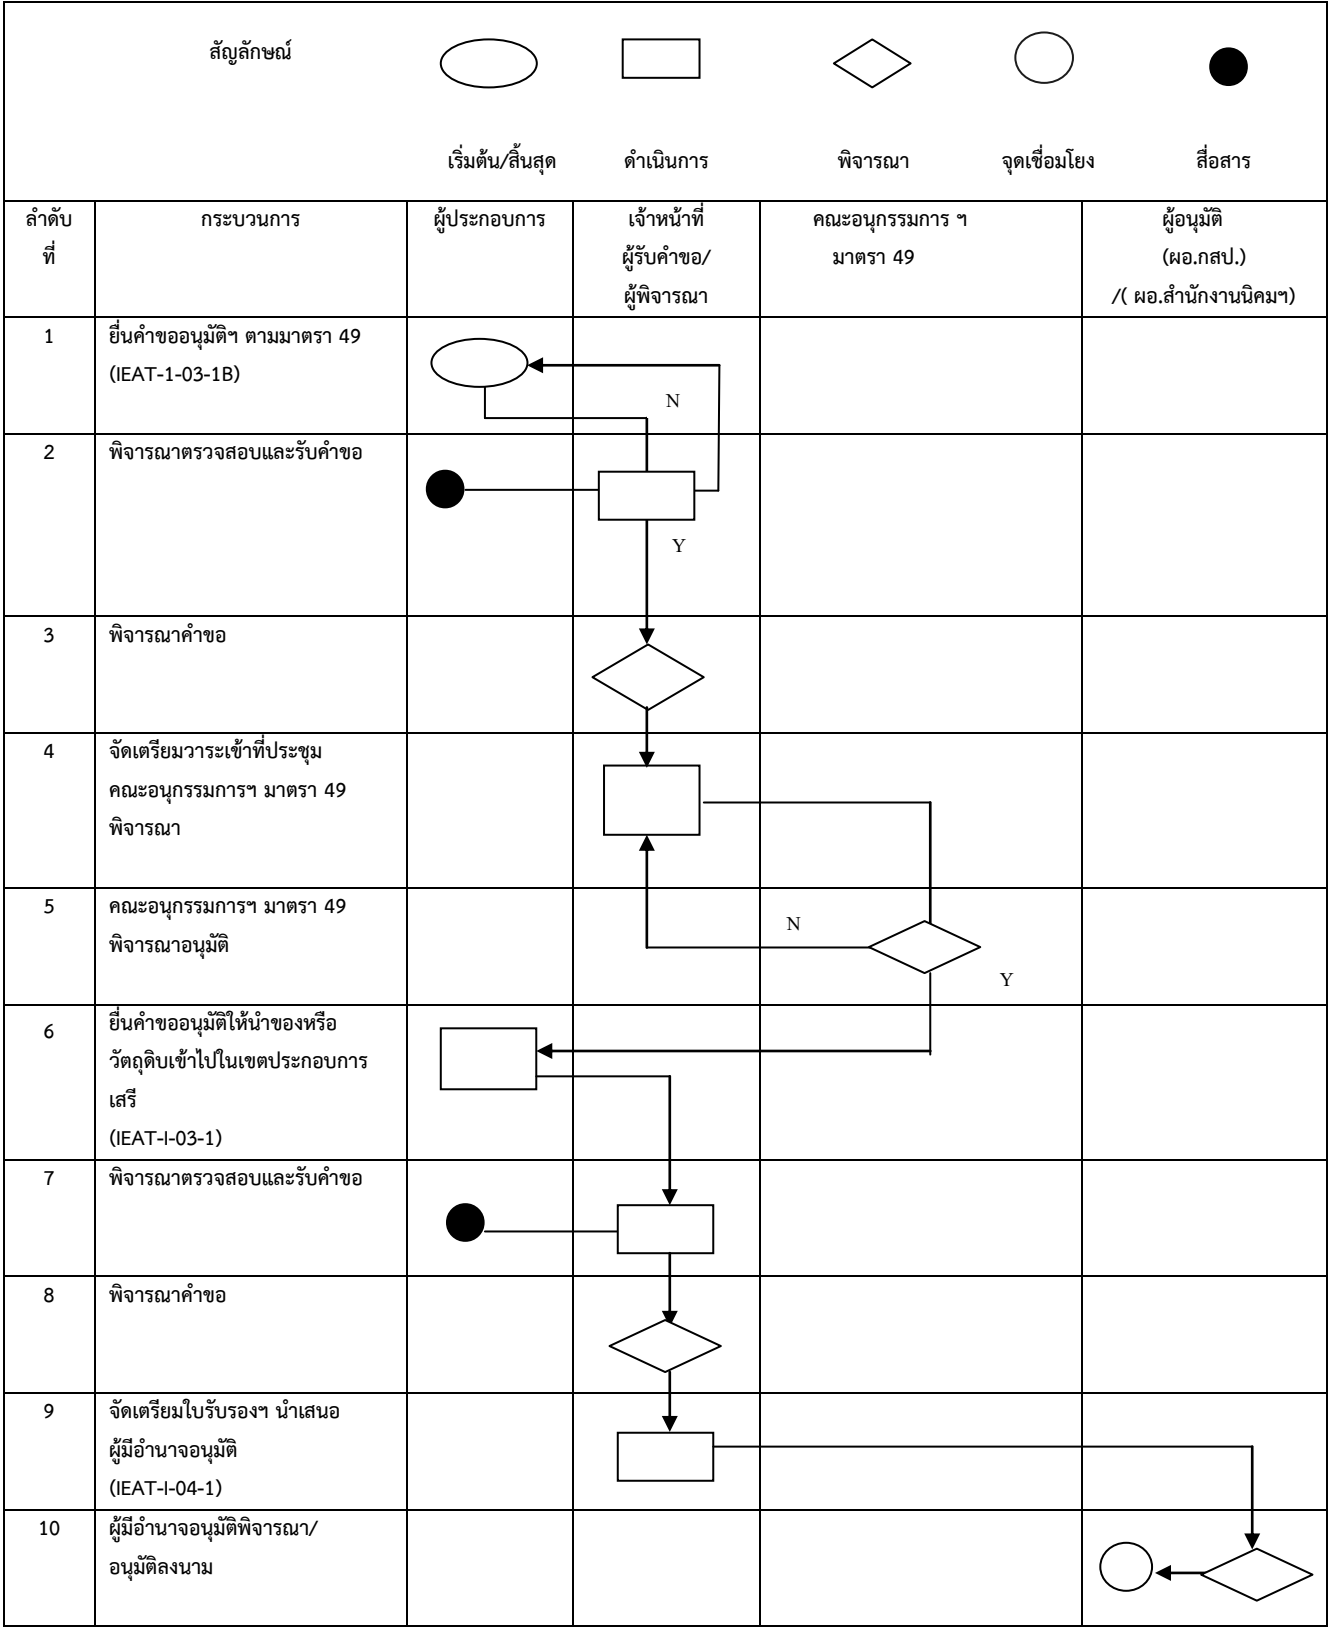 สัญลักษณ์
เริ่มต้น/สิ้นสุด ดำเนินการ พิจารณา จุดเชื่อมโยง สื่อสาร
ลำดับ
ที่
กระบวนการ
ผู้ประกอบการ
เจ้าหน้าที่
ผู้รับคำขอ/
ผู้พิจารณา
คณะอนุกรรมการ ฯ
มาตรา 49
ผู้อนุมัติ
(ผอ.กสป.)
/( ผอ.สำนักงานนิคมฯ)
1
ยื่นคำขออนุมัติฯ ตามมาตรา 49
(IEAT-1-03-1B)
N
2
พิจารณาตรวจสอบและรับคำขอ
Y
3
พิจารณาคำขอ
4
จัดเตรียมวาระเข้าที่ประชุม
คณะอนุกรรมการฯ มาตรา 49
พิจารณา
5
คณะอนุกรรมการฯ มาตรา 49
พิจารณาอนุมัติ
N
Y
6
ยื่นคำขออนุมัติให้นำของหรือ
วัตถุดิบเข้าไปในเขตประกอบการ
เสรี
(IEAT-I-03-1)
7
พิจารณาตรวจสอบและรับคำขอ
8
พิจารณาคำขอ
9
จัดเตรียมใบรับรองฯ นำเสนอ
ผู้มีอำนาจอนุมัติ
(IEAT-I-04-1)
10
ผู้มีอำนาจอนุมัติพิจารณา/
อนุมัติลงนาม